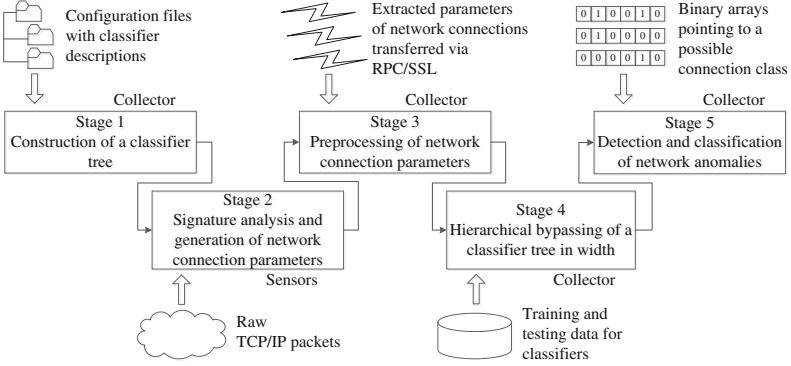 Configuration files
with classifier
descriptions
Extracted parameters
of network connections
transferred via
RPC/SSL
0 1 0 0 1 0
0 1 0 0 0 0
0 0 0 0 1 0
Binary arrays
pointing to a
possible
connection class
Collector
Stage 1
Construction of a classifier
tree
Collector
Stage 3
Preprocessing of network
connection parameters
Collector
Stage 5
Detection and classification
of network anomalies
Stage 2
Signature analysis and
generation of network
connection parameters
Sensors
Stage 4
Hierarchical bypassing of a
classifier tree in width
Collector
Raw
TCP/IP packets
Training and
testing data for
classifiers